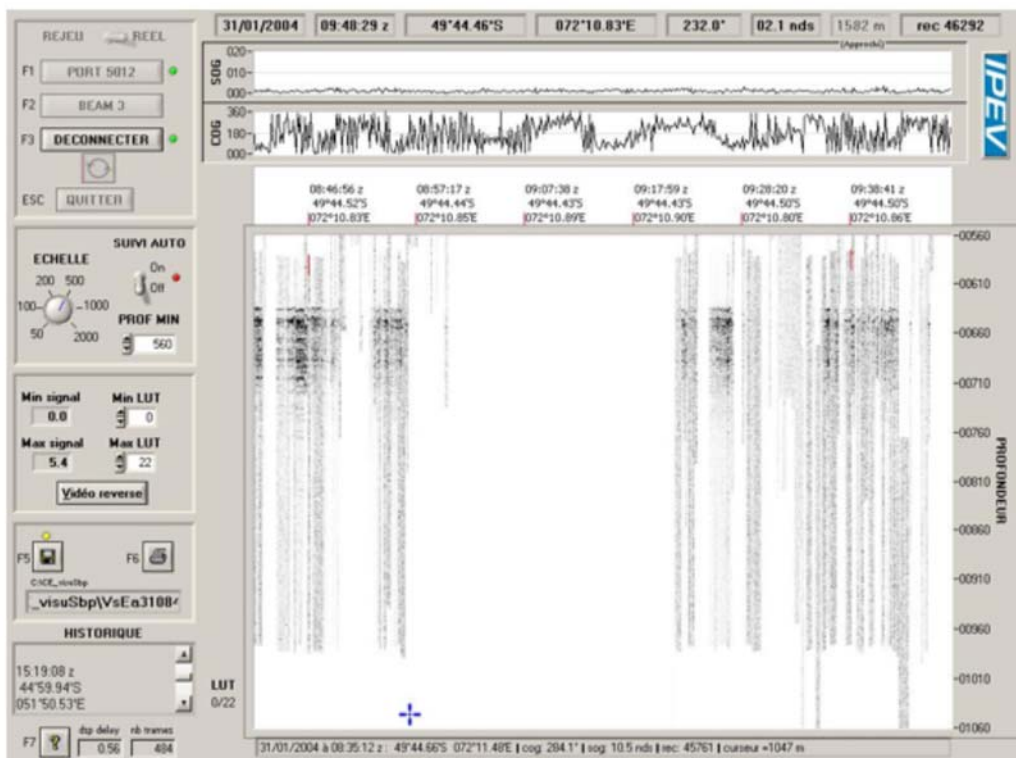 31/01/2004 09:48:29 z 49°44.46"S 072°10.83"E 232.0° 02.1 nds 1582 m rec 46292
(Approché)
REJEU REEL
F1 PORT 5012
F2 BEAM 3
F3 DECONNECTER
ESC QUITTER
SOG 020 010 000
COG 360 180 000
IPEV
08:46:56 z 08:57:17 z 09:07:38 z 09:17:59 z 09:28:20 z 09:38:41 z
49°44.52"S 49°44.44"S 49°44.43"S 49°44.43"S 49°44.50"S 49°44.50"S
072°10.83'E 072°10.85'E 072°10.89'E 072°10.90'E 072°10.80'E 072°10.86'E
SUIVI AUTO
ECHELLE
On
Off
50 100 200 500 1000 2000
PROF MIN
560
Min signal Min LUT
0.0 0
Max signal Max LUT
5.4 22
Vidéo reverse
F5 F6
C:\ICE_visuSbp
_visuSbp\VsEa3108
HISTORIQUE
15:19:08 z
44°59.94"S
051°50.53"E
F7 ? dsp delay nb trames
0.56 484
LUT
0/22
00560
00610
00660
00710
00760
00810
00860
00910
00960
01010
01060
PROFONDEUR
31/01/2004 à 08:35:12 z : 49°44.66"S 072°11.48"E | cog: 284.1° | sog: 10.5 nds | rec: 45761 | curseur =1047 m